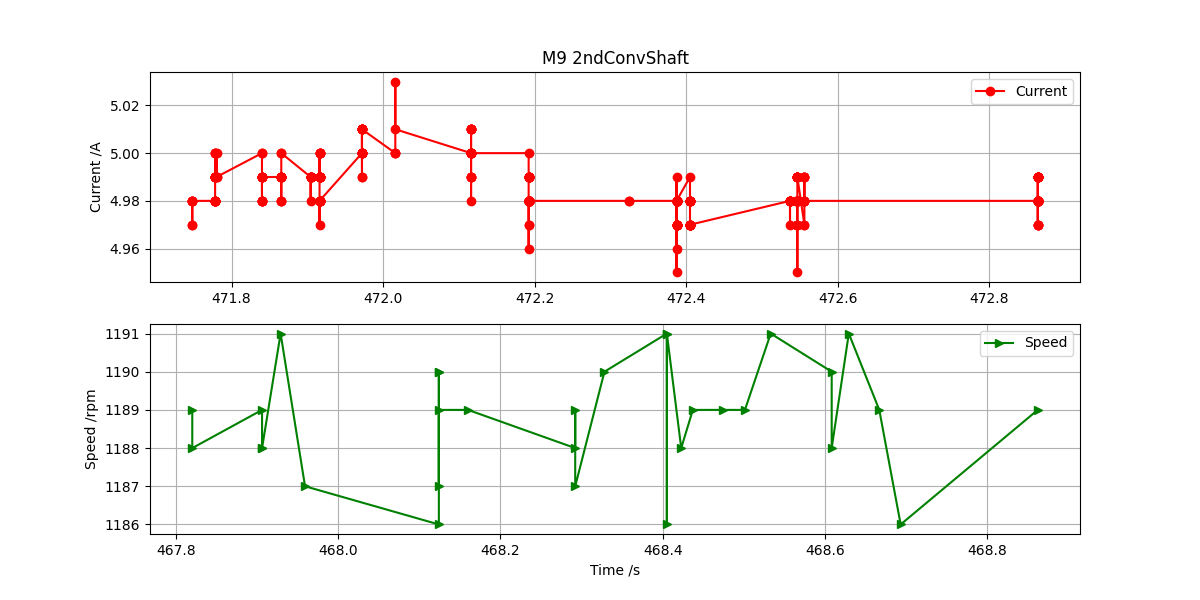 M9 2ndConvShaft
Current /A
5.02
5.00
4.98
4.96
Current
471.8 472.0 472.2 472.4 472.6 472.8
Speed /rpm
1191
1190
1189
1188
1187
1186
Speed
467.8 468.0 468.2 468.4 468.6 468.8
Time /s